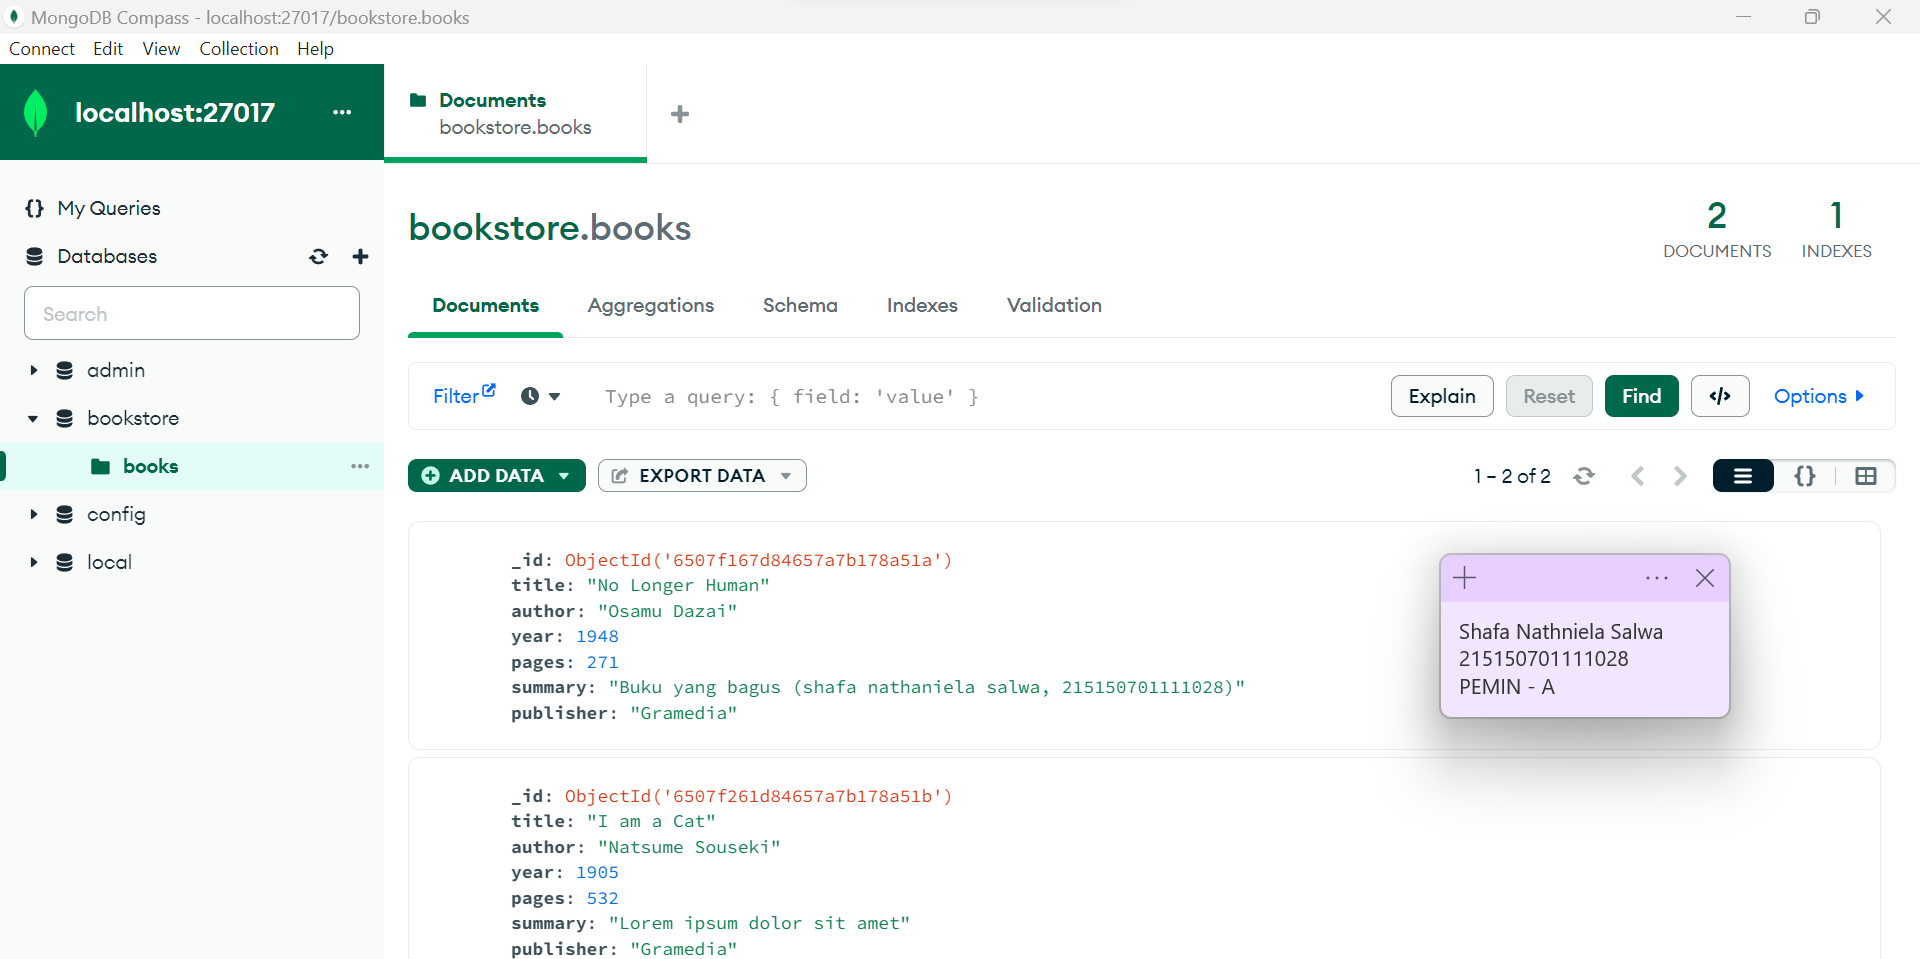 MongoDB Compass - localhost:27017/bookstore.books
Connect Edit View Collection Help
localhost:27017 ···
Documents
bookstore.books
{} My Queries
Databases
Search
admin
bookstore
books ···
config
local
bookstore.books
2
DOCUMENTS
1
INDEXES
Documents Aggregations Schema Indexes Validation
Filter Type a query: { field: 'value' } Explain Reset Find </> Options
ADD DATA EXPORT DATA 1 – 2 of 2 {}
_id: ObjectId('6507f167d84657a7b178a51a')
title: "No Longer Human"
author: "Osamu Dazai"
year: 1948
pages: 271
summary: "Buku yang bagus (shafa nathaniela salwa, 215150701111028)"
publisher: "Gramedia"
Shafa Nathniela Salwa
215150701111028
PEMIN - A
_id: ObjectId('6507f261d84657a7b178a51b')
title: "I am a Cat"
author: "Natsume Souseki"
year: 1905
pages: 532
summary: "Lorem ipsum dolor sit amet"
publisher: "Gramedia"